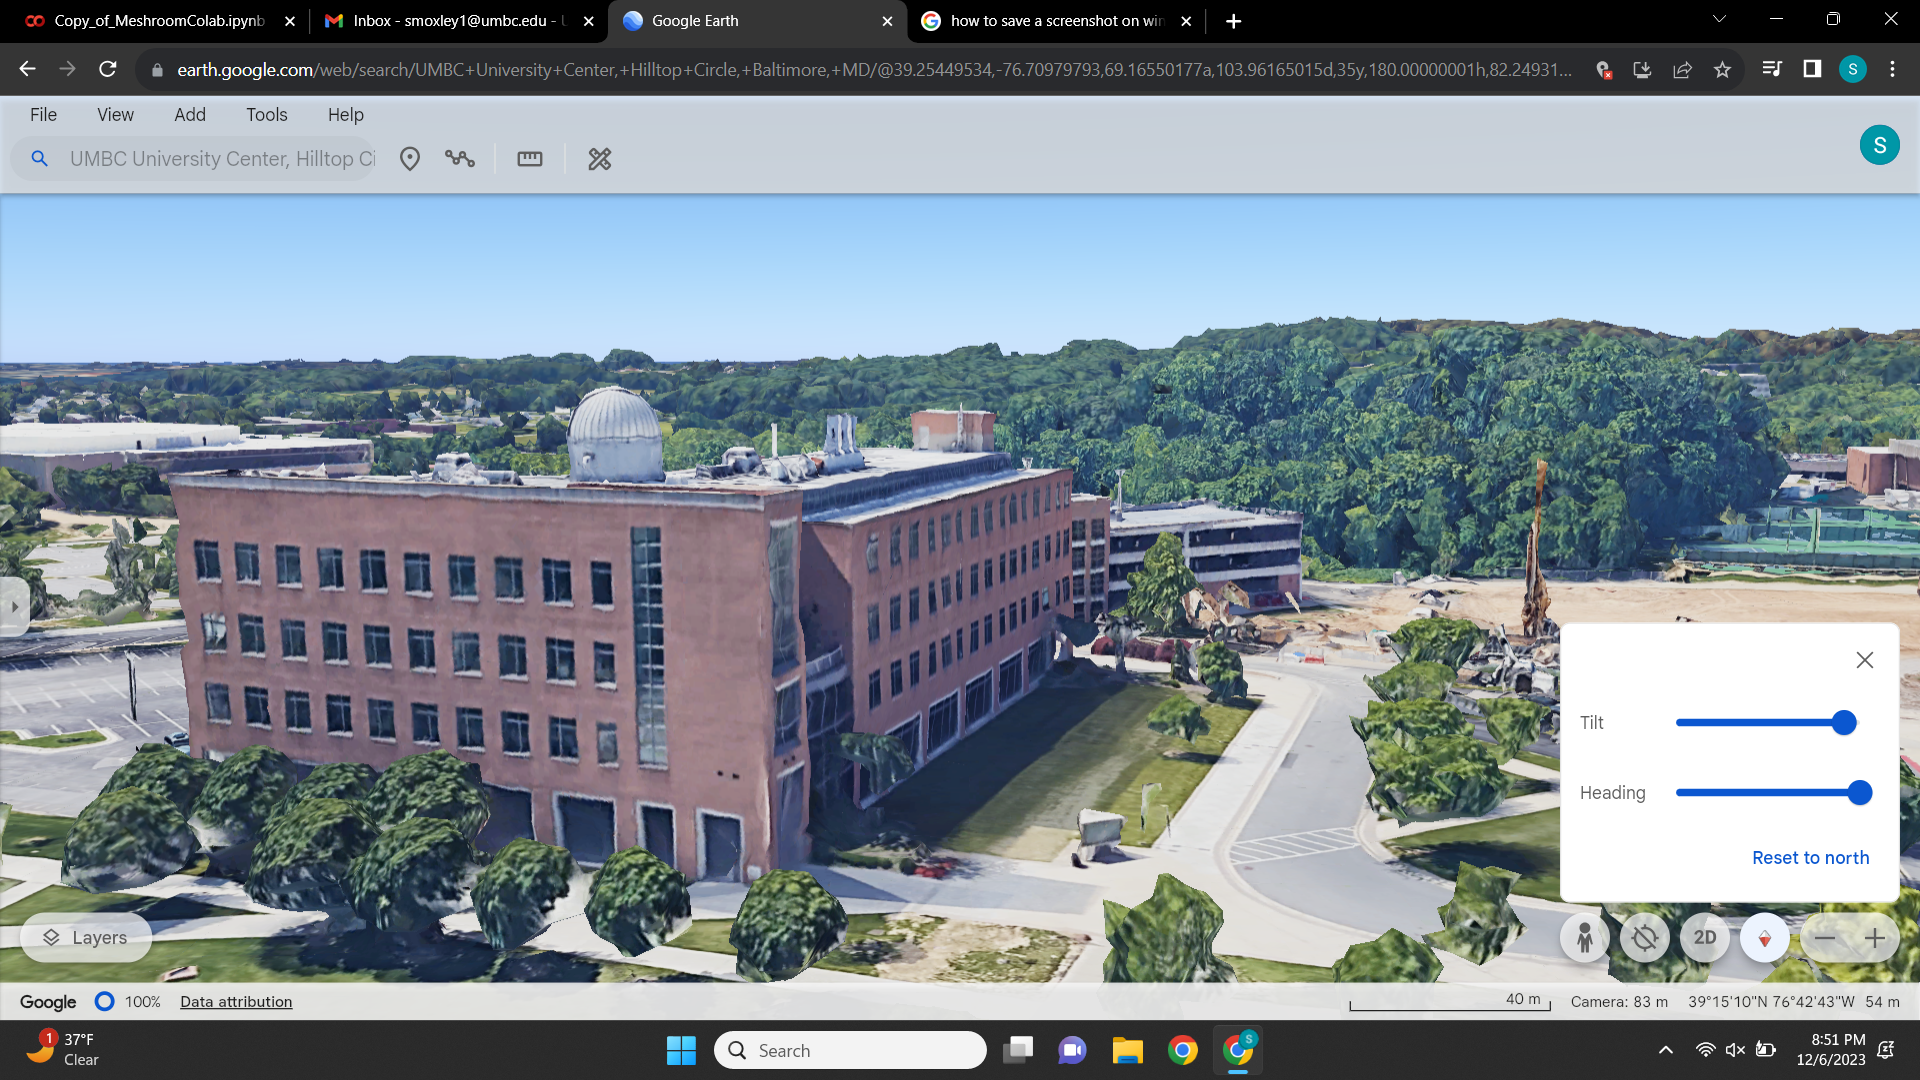 Copy_of_MeshroomColab.ipynb
Inbox - smoxley1@umbc.edu - U
Google Earth
how to save a screenshot on win
earth.google.com/web/search/UMBC+University+Center,+Hilltop+Circle,+Baltimore,+MD/@39.25449534,-76.70979793,69.16550177a,103.96165015d,35y,180.00000001h,82.24931...
S
File View Add Tools Help
UMBC University Center, Hilltop Ci
S
Tilt
Heading
Reset to north
Layers
2D
Google 100% Data attribution
40 m
Camera: 83 m 39°15'10"N 76°42'43"W 54 m
1
37°F
Clear
Search
S
8:51 PM
12/6/2023